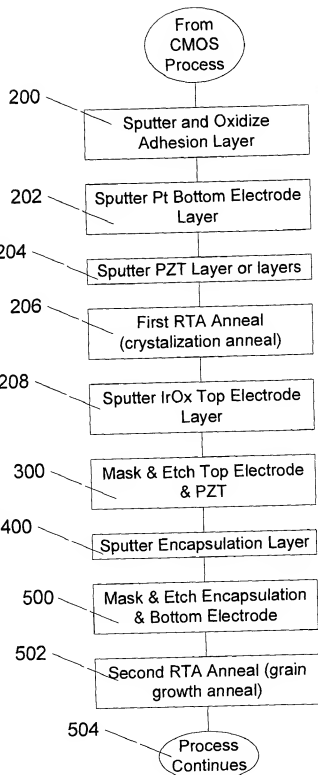 From
CMOS
Process
200
Sputter and Oxidize
Adhesion Layer
202
Sputter Pt Bottom Electrode
Layer
204
Sputter PZT Layer or layers
206
First RTA Anneal
(crystalization anneal)
208
Sputter IrOx Top Electrode
Layer
300
Mask & Etch Top Electrode
& PZT
400
Sputter Encapsulation Layer
500
Mask & Etch Encapsulation
& Bottom Electrode
502
Second RTA Anneal (grain
growth anneal)
504
Process
Continues